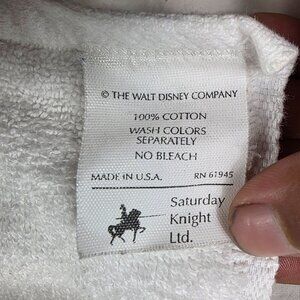 © THE WALT DISNEY COMPANY
100% COTTON
WASH COLORS
SEPARATELY
NO BLEACH
MADE IN U.S.A. RN 61945
Saturday
Knight
Ltd.